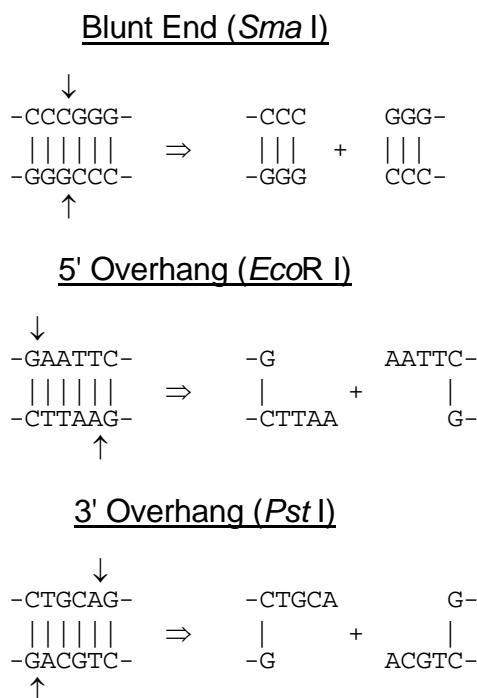 Blunt End (Sma I)
↓
-CCCGGG- -CCC GGG-
|||||| ⇒ ||| + |||
-GGGCCC- -GGG CCC-
↑
5' Overhang (EcoR I)
↓
-GAATTC- -G AATTC-
|||||| ⇒ | + |
-CTTAAG- -CTTAA G-
↑
3' Overhang (Pst I)
↓
-CTGCAG- -CTGCA G-
|||||| ⇒ | + |
-GACGTC- -G ACGTC-
↑